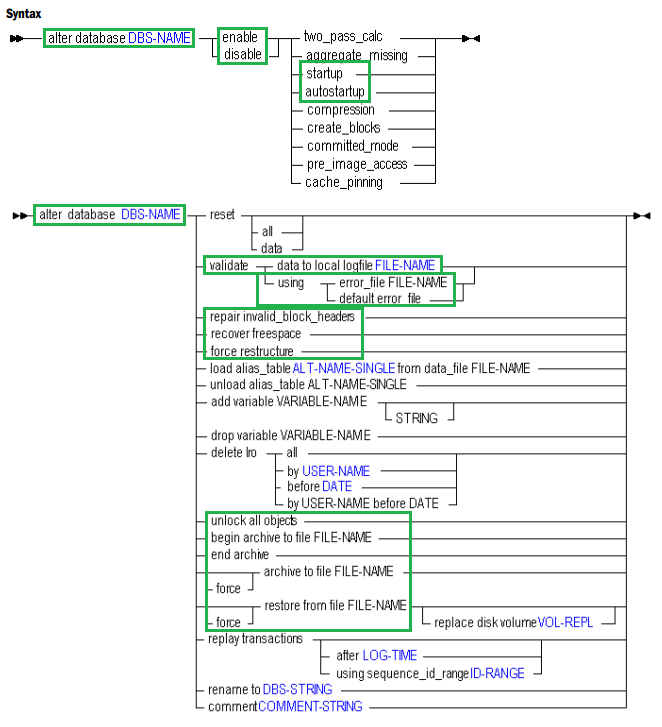 Syntax
alter database DBS-NAME enable two_pass_calc
disable aggregate_missing
startup
autostartup
compression
create_blocks
committed_mode
pre_image_access
cache_pinning
alter database DBS-NAME reset
all
data
validate data to local logfile FILE-NAME
using error_file FILE-NAME
default error_file
repair invalid_block_headers
recover freespace
force restructure
load alias_table ALT-NAME-SINGLE from data_file FILE-NAME
unload alias_table ALT-NAME-SINGLE
add variable VARIABLE-NAME
STRING
drop variable VARIABLE-NAME
delete lro all
by USER-NAME
before DATE
by USER-NAME before DATE
unlock all objects
begin archive to file FILE-NAME
end archive
archive to file FILE-NAME
force
restore from file FILE-NAME
force replace disk volume VOL-REPL
replay transactions
after LOG-TIME
using sequence_id_range ID-RANGE
rename to DBS-STRING
comment COMMENT-STRING